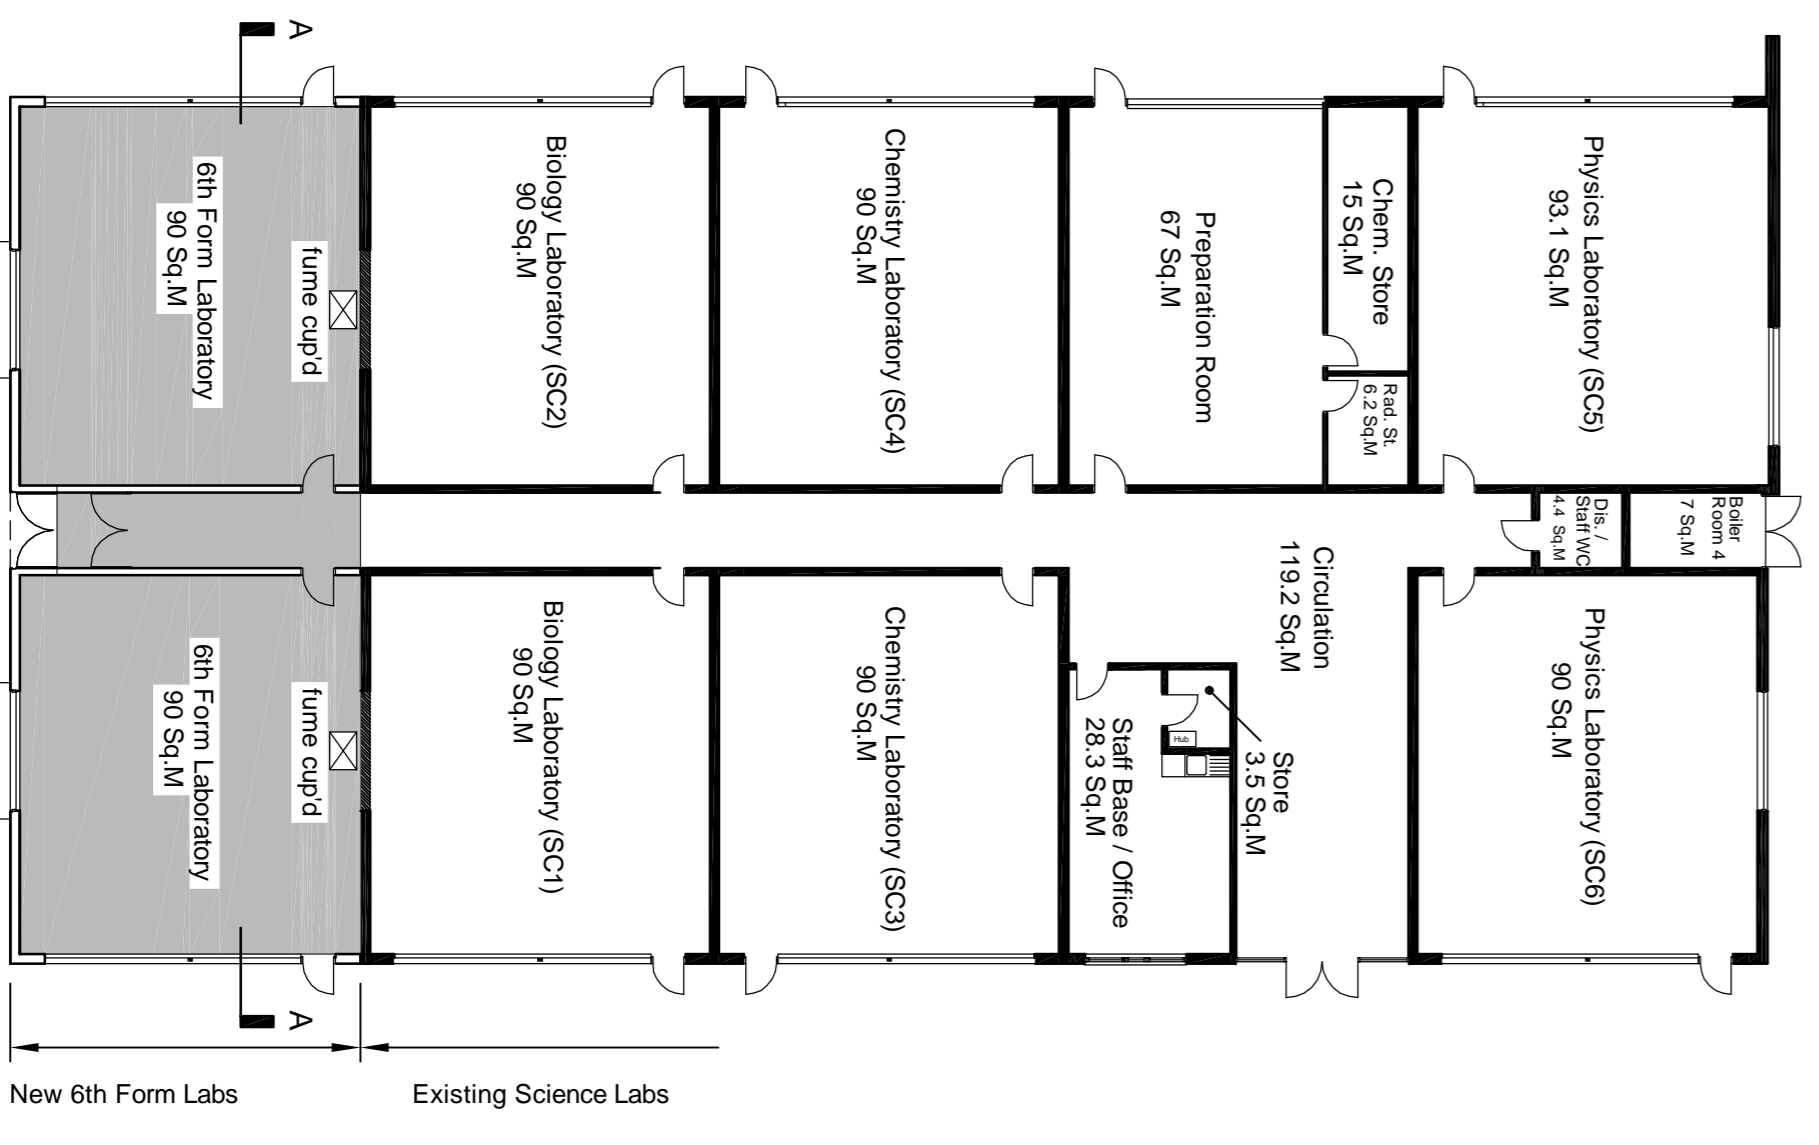 A
6th Form Laboratory
90 Sq.M
fume cup'd
Biology Laboratory (SC2)
90 Sq.M
Chemistry Laboratory (SC4)
90 Sq.M
Preparation Room
67 Sq.M
Chem. Store
15 Sq.M
Rad. St.
6.2 Sq.M
Physics Laboratory (SC5)
93.1 Sq.M
Dis. /
Staff WC
4.4 Sq.M
Boiler
Room 4
7 Sq.M
Circulation
119.2 Sq.M
6th Form Laboratory
90 Sq.M
fume cup'd
Biology Laboratory (SC1)
90 Sq.M
Chemistry Laboratory (SC3)
90 Sq.M
Staff Base / Office
28.3 Sq.M
Hub
Store
3.5 Sq.M
Physics Laboratory (SC6)
90 Sq.M
A
New 6th Form Labs
Existing Science Labs